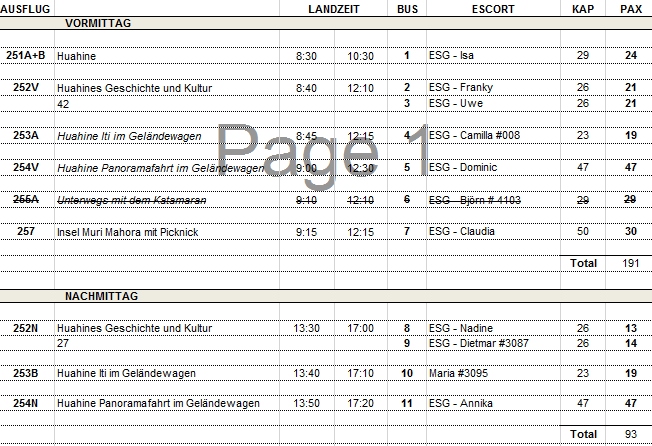 AUSFLUG LANDZEIT BUS ESCORT KAP PAX
VORMITTAG
251A+B Huahine 8:30 10:30 1 ESG - Isa 29 24
252V Huahines Geschichte und Kultur 8:40 12:10 2 ESG - Franky 26 21
42 3 ESG - Uwe 26 21
253A Huahine Iti im Geländewagen 8:45 12:15 4 ESG - Camilla #008 23 19
Page 1
254V Huahine Panoramafahrt im Geländewagen 9:00 12:30 5 ESG - Dominic 47 47
255A Unterwegs mit dem Katamaran 9:10 12:10 6 ESG - Björn # 4103 29 29
257 Insel Muri Mahora mit Picknick 9:15 12:15 7 ESG - Claudia 50 30
Total 191
NACHMITTAG
252N Huahines Geschichte und Kultur 13:30 17:00 8 ESG - Nadine 26 13
27 9 ESG - Dietmar #3087 26 14
253B Huahine Iti im Geländewagen 13:40 17:10 10 Maria #3095 23 19
254N Huahine Panoramafahrt im Geländewagen 13:50 17:20 11 ESG - Annika 47 47
Total 93